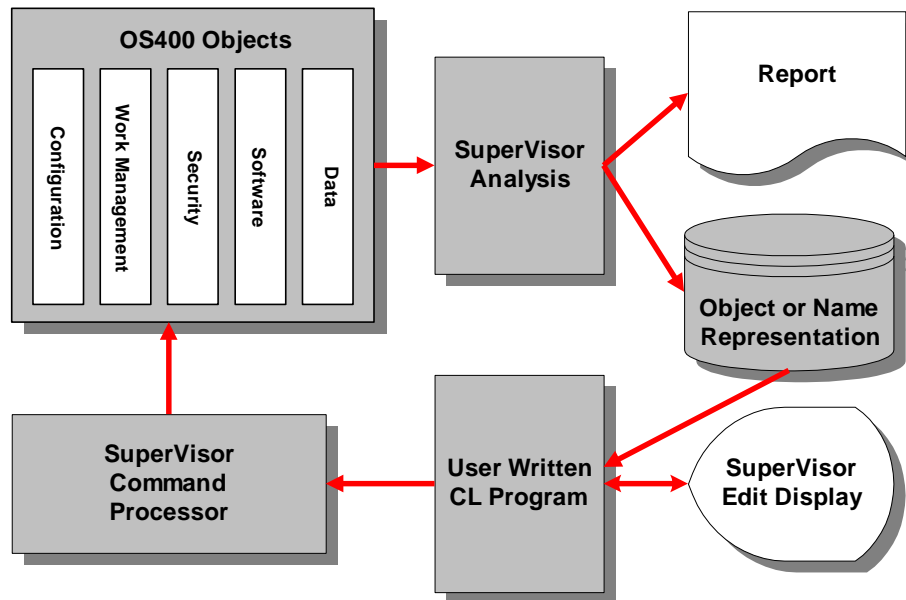 OS400 Objects
Configuration
Work Management
Security
Software
Data
SuperVisor
Analysis
Report
Object or Name
Representation
SuperVisor
Command
Processor
User Written
CL Program
SuperVisor
Edit Display